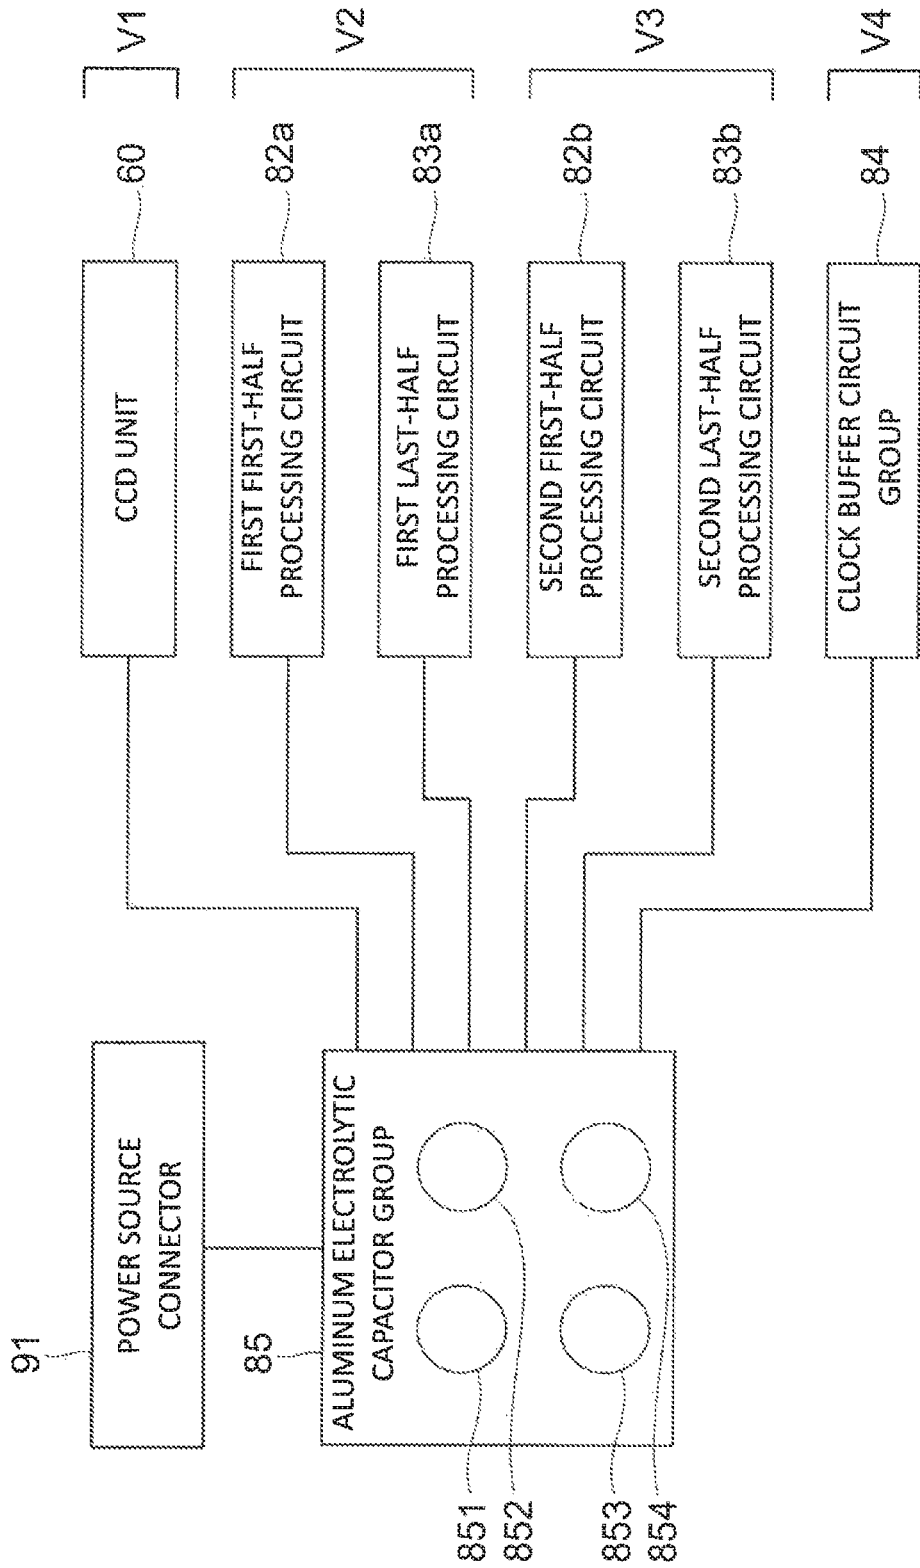 91
POWER SOURCE
CONNECTOR
85
ALUMINUM ELECTROLYTIC
CAPACITOR GROUP
851
852
853
854
CCD UNIT
60
V1
FIRST FIRST-HALF
PROCESSING CIRCUIT
82a
FIRST LAST-HALF
PROCESSING CIRCUIT
83a
V2
SECOND FIRST-HALF
PROCESSING CIRCUIT
82b
SECOND LAST-HALF
PROCESSING CIRCUIT
83b
V3
CLOCK BUFFER CIRCUIT
GROUP
84
V4